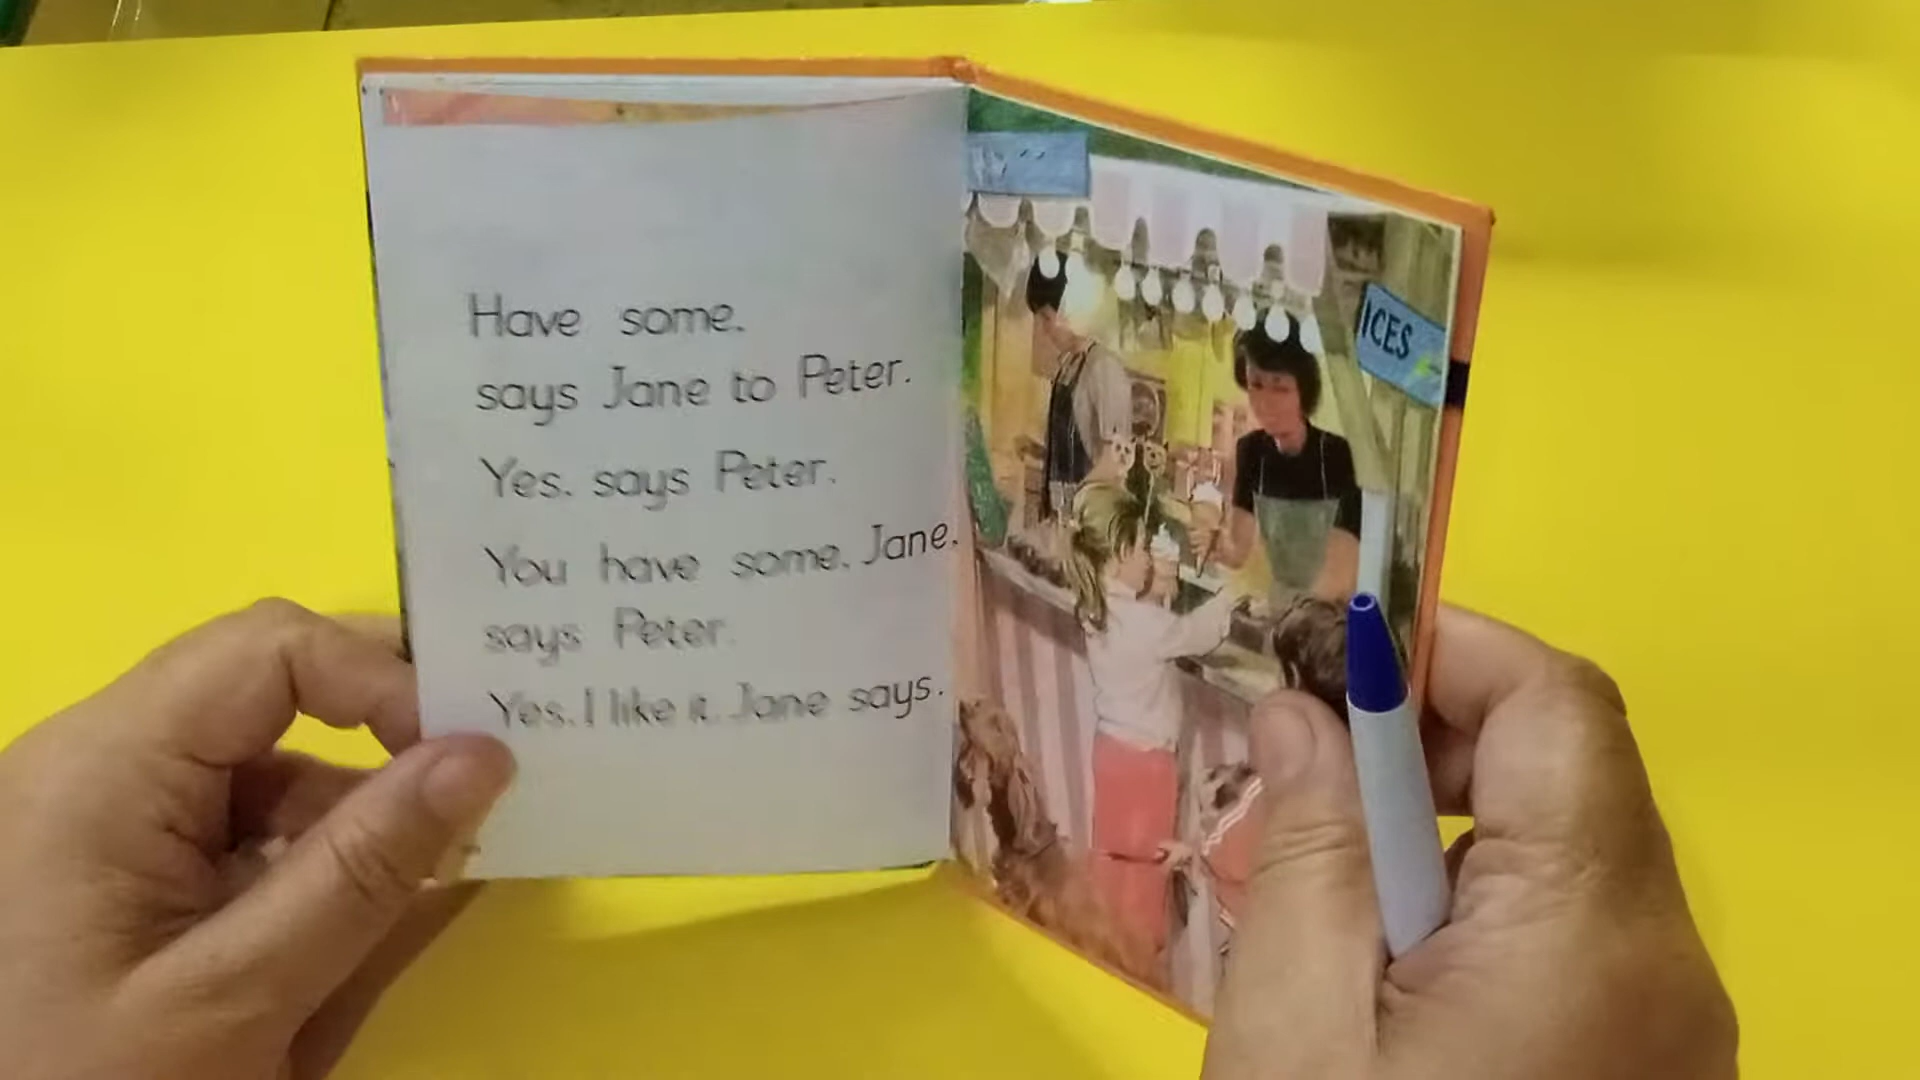 Have some,
says Jane to Peter.
Yes, says Peter.
You have some, Jane,
says Peter.
Yes, I like it, Jane says.
ICES